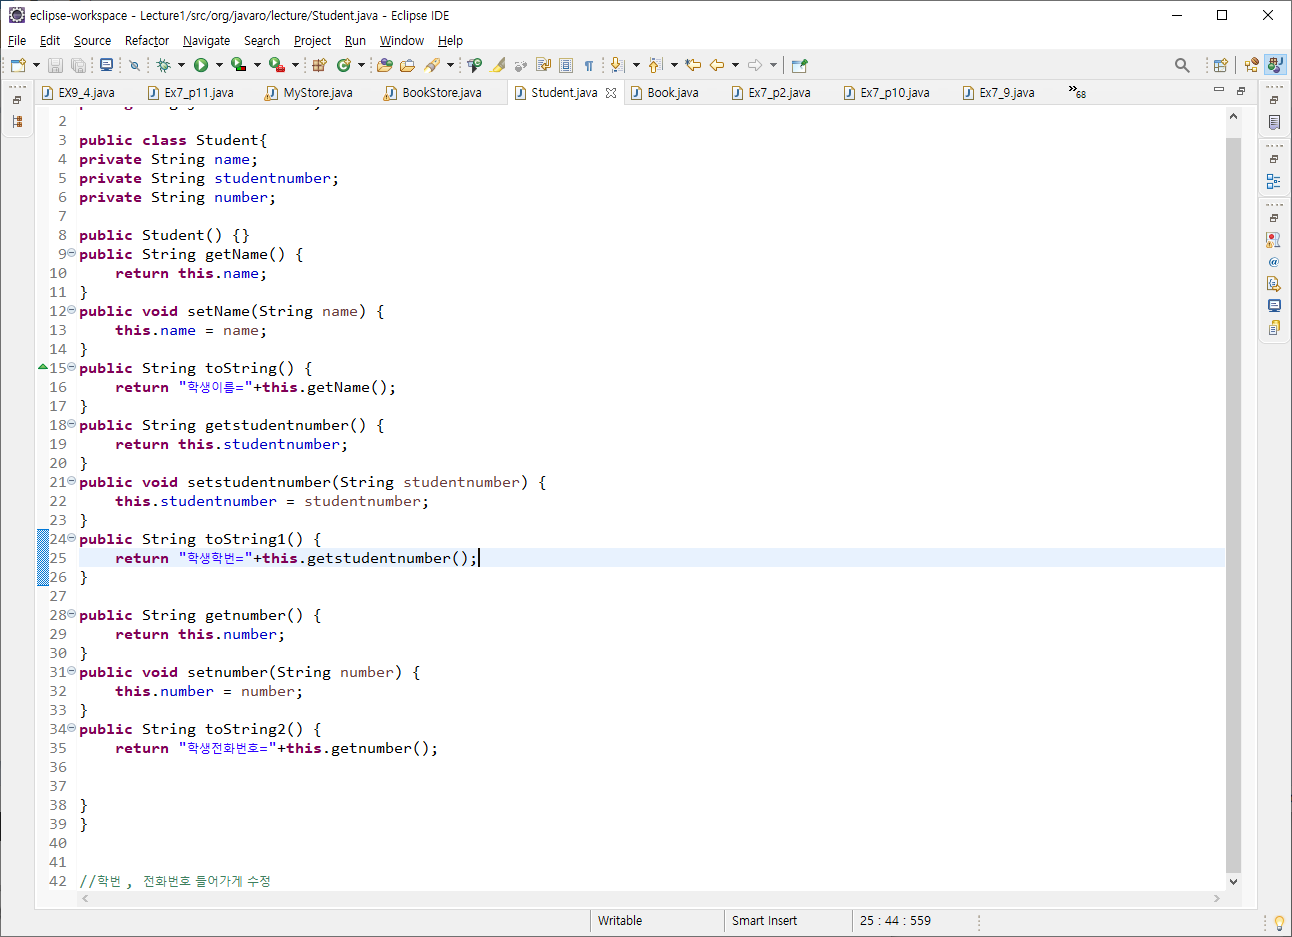 eclipse-workspace - Lecture1/src/org/javaro/lecture/Student.java - Eclipse IDE
File Edit Source Refactor Navigate Search Project Run Window Help
EX9_4.java Ex7_p11.java MyStore.java BookStore.java Student.java Book.java Ex7_p2.java Ex7_p10.java Ex7_9.java »68
2
3 public class Student{
4 private String name;
5 private String studentnumber;
6 private String number;
7
8 public Student() {}
9 public String getName() {
10 return this.name;
11 }
12 public void setName(String name) {
13 this.name = name;
14 }
15 public String toString() {
16 return "학생이름="+this.getName();
17 }
18 public String getstudentnumber() {
19 return this.studentnumber;
20 }
21 public void setstudentnumber(String studentnumber) {
22 this.studentnumber = studentnumber;
23 }
24 public String toString1() {
25 return "학생학번="+this.getstudentnumber();
26 }
27
28 public String getnumber() {
29 return this.number;
30 }
31 public void setnumber(String number) {
32 this.number = number;
33 }
34 public String toString2() {
35 return "학생전화번호="+this.getnumber();
36
37
38 }
39 }
40
41
42 //학번 , 전화번호 들어가게 수정
Writable Smart Insert 25 : 44 : 559